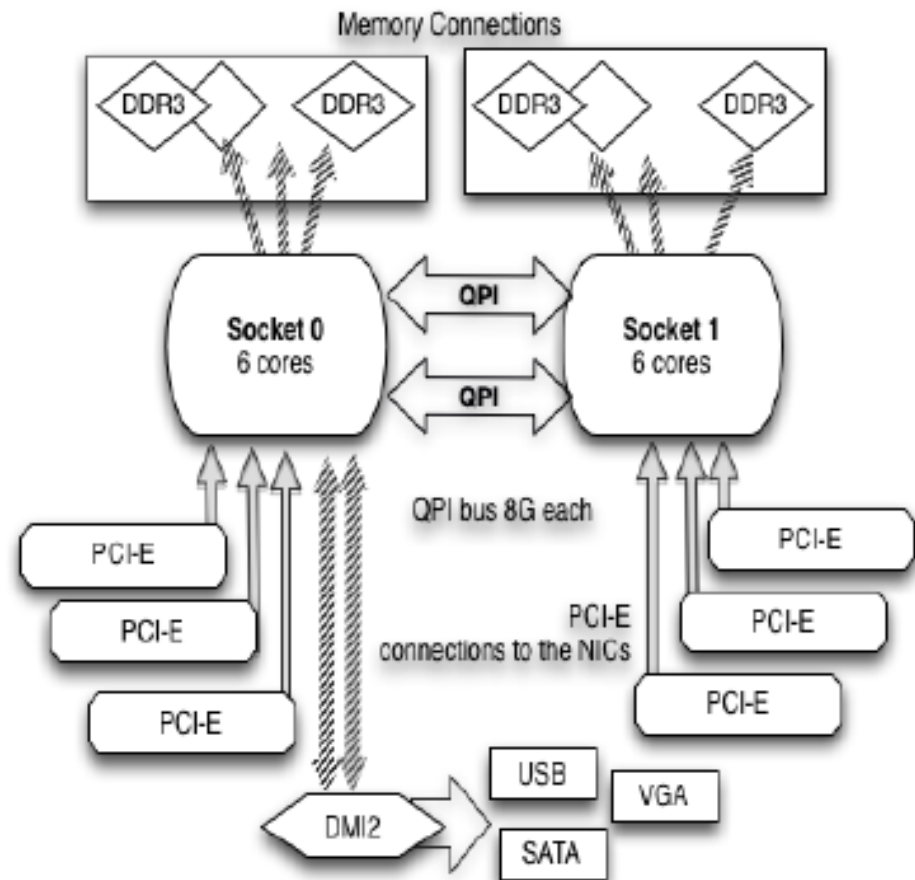 Memory Connections
DDR3
DDR3
DDR3
DDR3
Socket 0
6 cores
QPI
Socket 1
6 cores
QPI
QPI bus 8G each
PCI-E
PCI-E
PCI-E
PCI-E
PCI-E
PCI-E
PCI-E
connections to the NICs
USB
VGA
DMI2
SATA